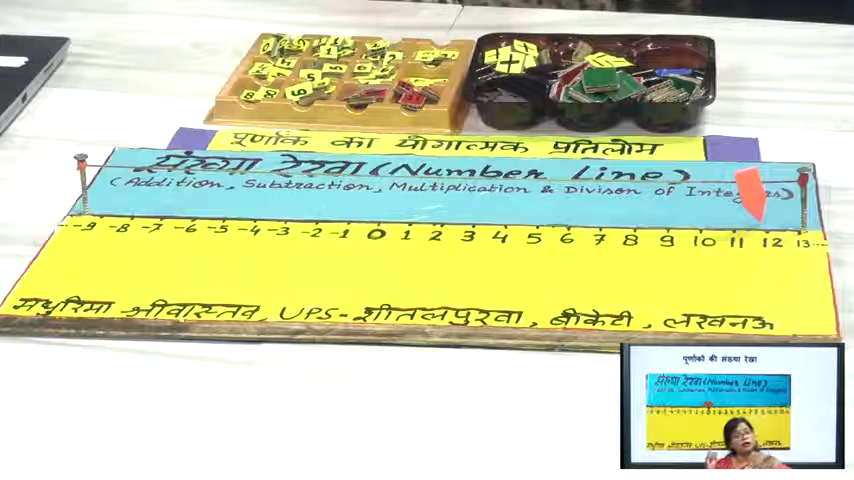 पूर्णांक का योगात्मक प्रतिलोम
संख्या रेखा (Number Line)
(Addition, Subtraction, Multiplication & Divison of Integers)
-9 -8 -7 -6 -5 -4 -3 -2 -1 0 1 2 3 4 5 6 7 8 9 10 11 12 13
मधुरिमा श्रीवास्तव, UPS-शीतलपुरवा, बीकेटी, लखनऊ
पूर्णांकों की संख्या रेखा
संख्या रेखा (Number Line)